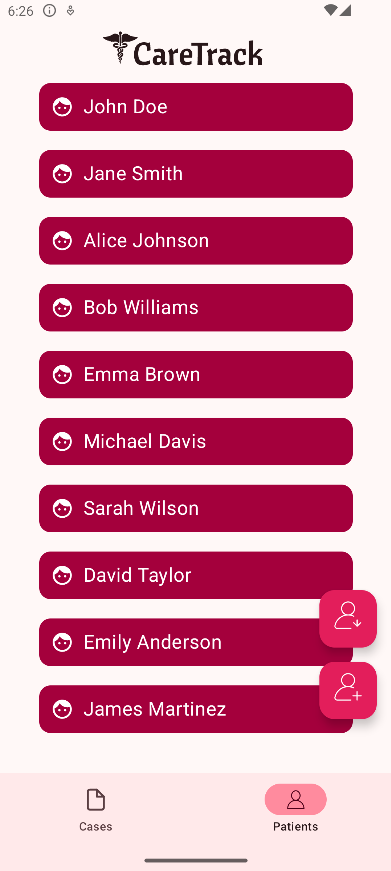 6:26
CareTrack
John Doe
Jane Smith
Alice Johnson
Bob Williams
Emma Brown
Michael Davis
Sarah Wilson
David Taylor
Emily Anderson
James Martinez
Cases
Patients